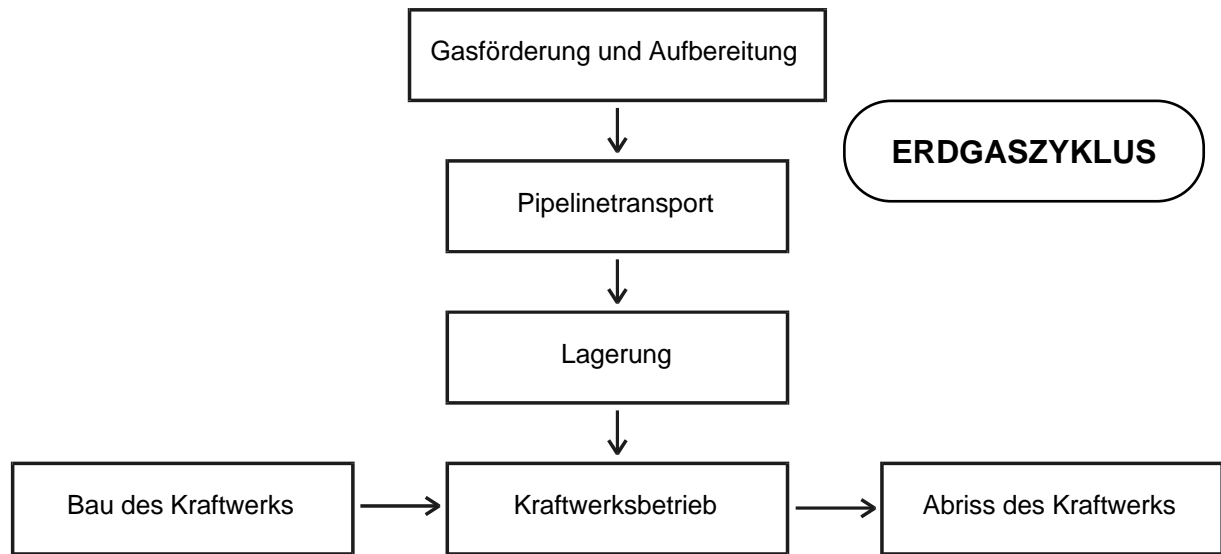 Gasförderung und Aufbereitung
ERDGASZYKLUS
Pipelinetransport
Lagerung
Bau des Kraftwerks
Kraftwerksbetrieb
Abriss des Kraftwerks